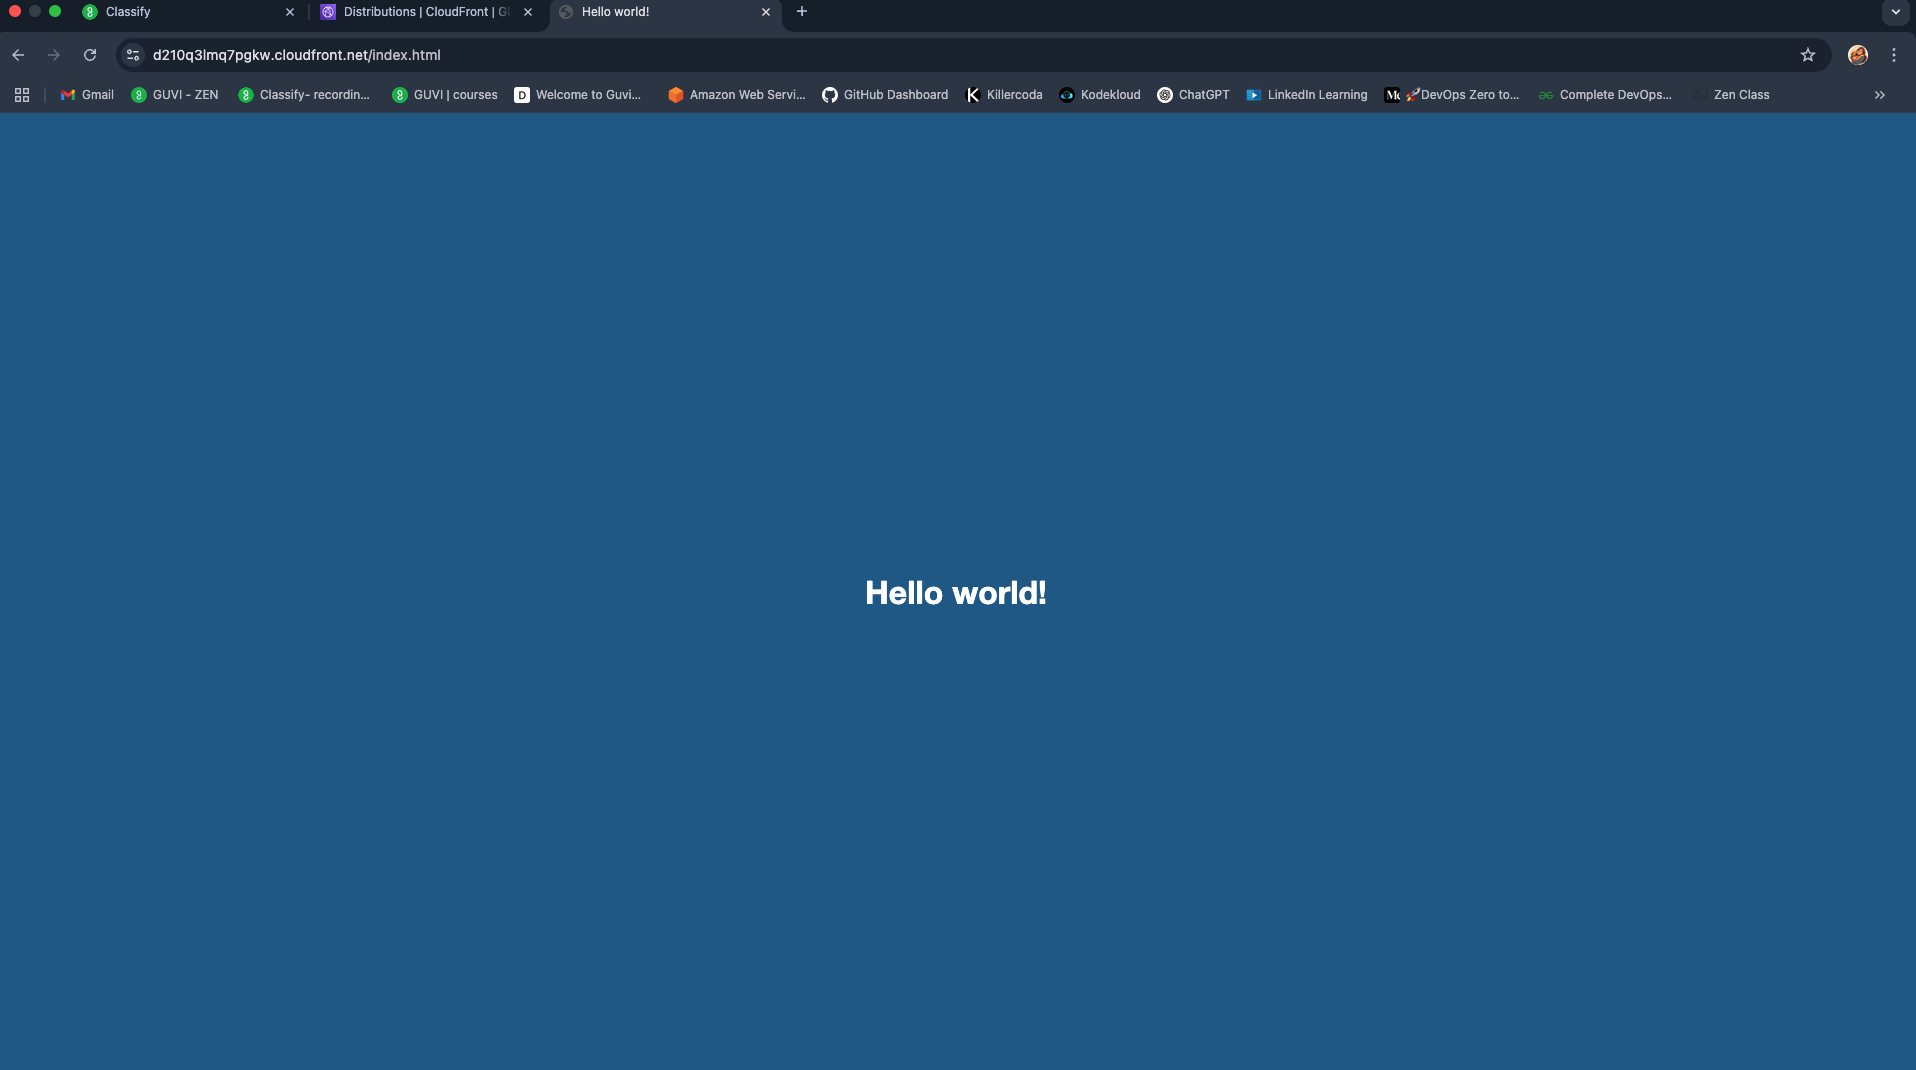 Classify
Distributions | CloudFront | Gl
Hello world!
d210q3lmq7pgkw.cloudfront.net/index.html
Gmail
GUVI - ZEN
Classify- recordin...
GUVI | courses
D Welcome to Guvi...
Amazon Web Servi...
GitHub Dashboard
Killercoda
Kodekloud
ChatGPT
LinkedIn Learning
🚀DevOps Zero to...
Complete DevOps...
Zen Class
Hello world!